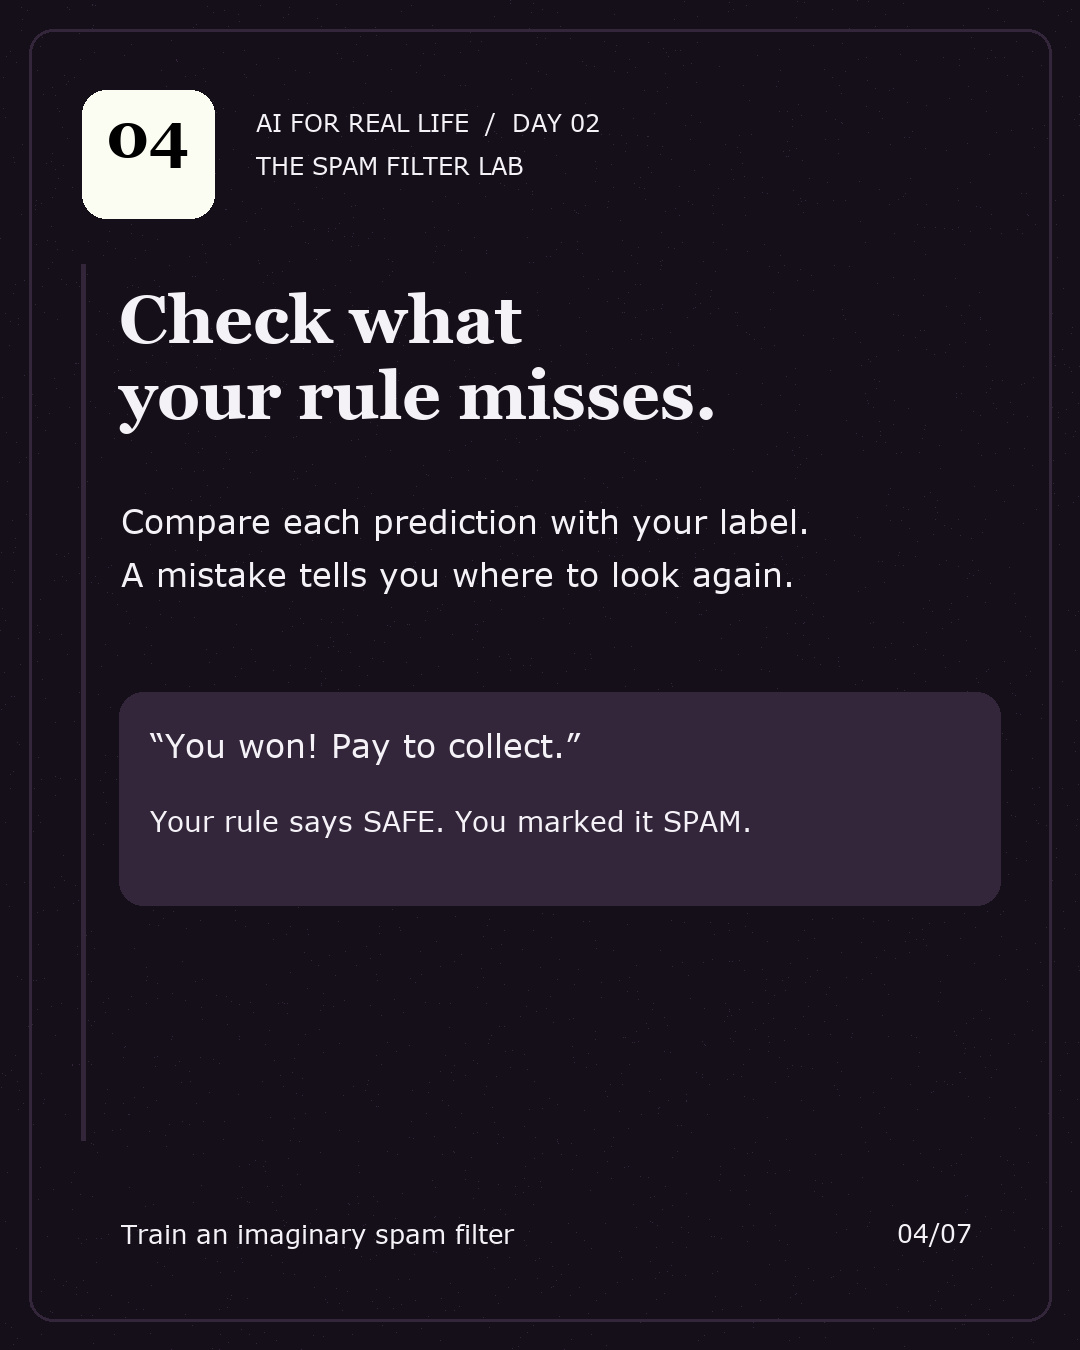 04
AI FOR REAL LIFE / DAY 02
THE SPAM FILTER LAB
Check what
your rule misses.
Compare each prediction with your label.
A mistake tells you where to look again.
“You won! Pay to collect.”
Your rule says SAFE. You marked it SPAM.
Train an imaginary spam filter
04/07